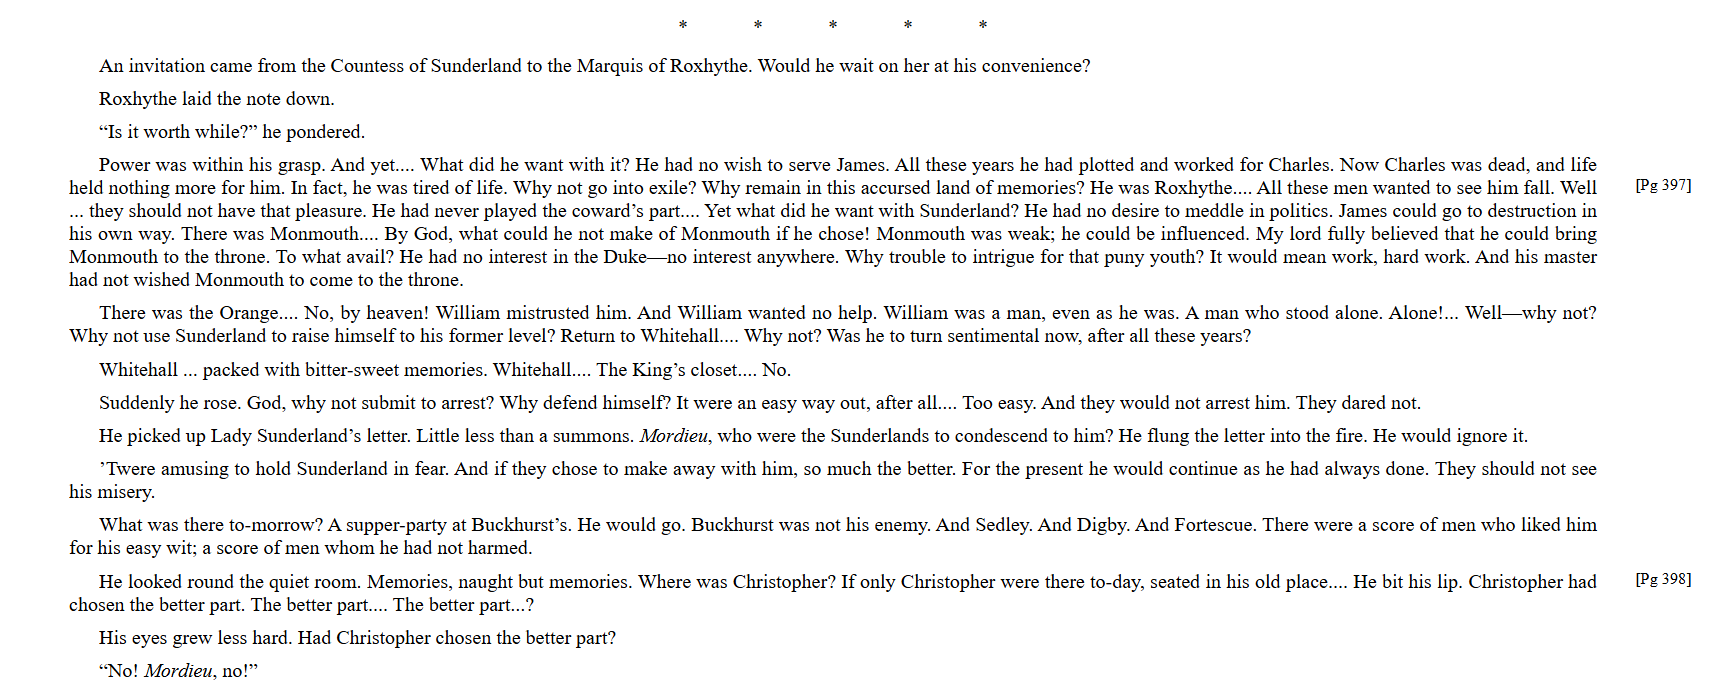 * * * * *
An invitation came from the Countess of Sunderland to the Marquis of Roxhythe. Would he wait on her at his convenience?
Roxhythe laid the note down.
“Is it worth while?” he pondered.
Power was within his grasp. And yet.... What did he want with it? He had no wish to serve James. All these years he had plotted and worked for Charles. Now Charles was dead, and life
held nothing more for him. In fact, he was tired of life. Why not go into exile? Why remain in this accursed land of memories? He was Roxhythe.... All these men wanted to see him fall. Well
[Pg 397]
... they should not have that pleasure. He had never played the coward’s part.... Yet what did he want with Sunderland? He had no desire to meddle in politics. James could go to destruction in
his own way. There was Monmouth.... By God, what could he not make of Monmouth if he chose! Monmouth was weak; he could be influenced. My lord fully believed that he could bring
Monmouth to the throne. To what avail? He had no interest in the Duke—no interest anywhere. Why trouble to intrigue for that puny youth? It would mean work, hard work. And his master
had not wished Monmouth to come to the throne.
There was the Orange.... No, by heaven! William mistrusted him. And William wanted no help. William was a man, even as he was. A man who stood alone. Alone!... Well—why not?
Why not use Sunderland to raise himself to his former level? Return to Whitehall.... Why not? Was he to turn sentimental now, after all these years?
Whitehall ... packed with bitter-sweet memories. Whitehall.... The King’s closet.... No.
Suddenly he rose. God, why not submit to arrest? Why defend himself? It were an easy way out, after all.... Too easy. And they would not arrest him. They dared not.
He picked up Lady Sunderland’s letter. Little less than a summons. Mordieu, who were the Sunderlands to condescend to him? He flung the letter into the fire. He would ignore it.
’Twere amusing to hold Sunderland in fear. And if they chose to make away with him, so much the better. For the present he would continue as he had always done. They should not see
his misery.
What was there to-morrow? A supper-party at Buckhurst’s. He would go. Buckhurst was not his enemy. And Sedley. And Digby. And Fortescue. There were a score of men who liked him
for his easy wit; a score of men whom he had not harmed.
He looked round the quiet room. Memories, naught but memories. Where was Christopher? If only Christopher were there to-day, seated in his old place.... He bit his lip. Christopher had
[Pg 398]
chosen the better part. The better part.... The better part...?
His eyes grew less hard. Had Christopher chosen the better part?
“No! Mordieu, no!”